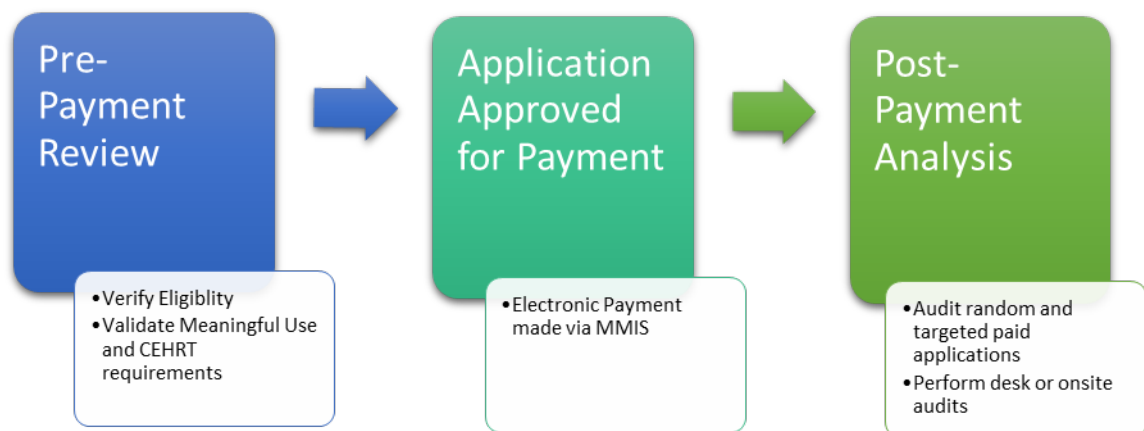 Pre-
Payment
Review
•Verify Eligiblity
•Validate Meaningful Use
and CEHRT
requirements
Application
Approved
for Payment
•Electronic Payment
made via MMIS
Post-
Payment
Analysis
•Audit random and
targeted paid
applications
•Perform desk or onsite
audits